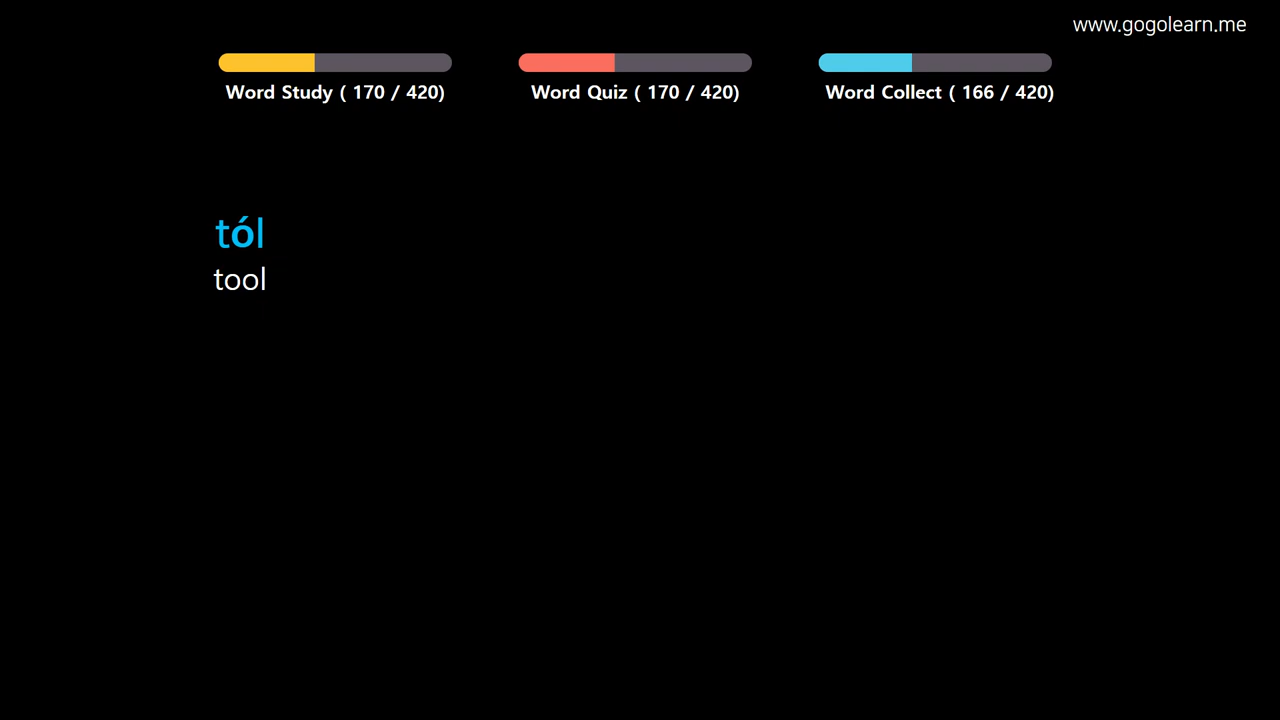 www.gogolearn.me
Word Study ( 170 / 420)
Word Quiz ( 170 / 420)
Word Collect ( 166 / 420)
tól
tool